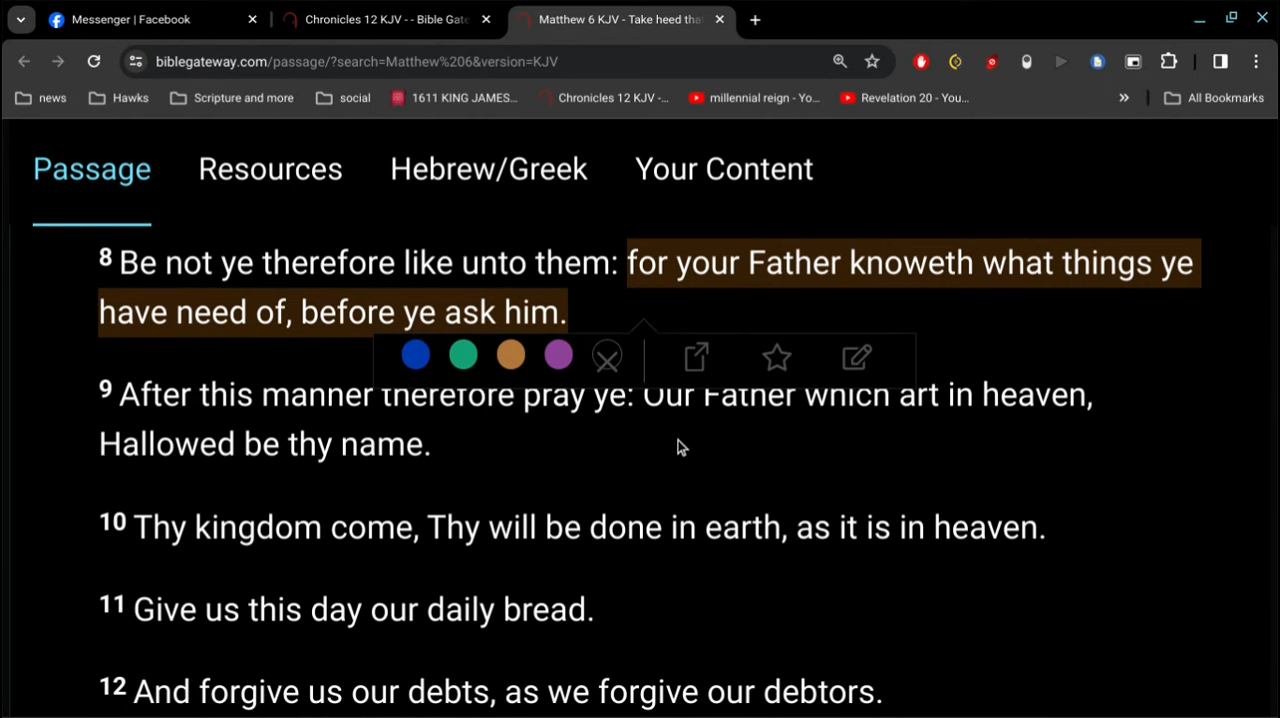 Messenger | Facebook
Chronicles 12 KJV - - Bible Gate
Matthew 6 KJV - Take heed tha
biblegateway.com/passage/?search=Matthew%206&version=KJV
news
Hawks
Scripture and more
social
1611 KING JAMES...
Chronicles 12 KJV -...
millennial reign - Yo...
Revelation 20 - You...
»
All Bookmarks
Passage
Resources
Hebrew/Greek
Your Content
8 Be not ye therefore like unto them: for your Father knoweth what things ye
have need of, before ye ask him.
9 After this manner therefore pray ye: Our Father which art in heaven,
Hallowed be thy name.
10 Thy kingdom come, Thy will be done in earth, as it is in heaven.
11 Give us this day our daily bread.
12 And forgive us our debts, as we forgive our debtors.